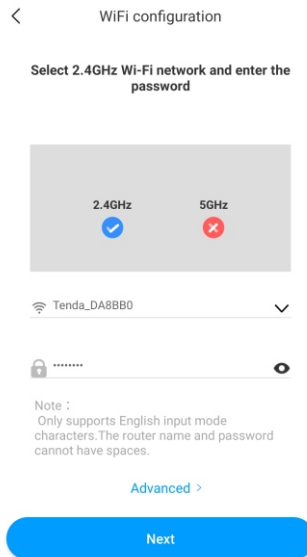 WiFi configuration
Select 2.4GHz Wi-Fi network and enter the
password
2.4GHz 5GHz
Tenda_DA8BB0
········
Note：
Only supports English input mode
characters.The router name and password
cannot have spaces.
Advanced >
Next